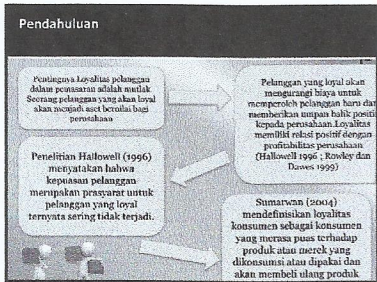 Pendahuluan
Pentingnya Loyalitas pelanggan
dalam pemasaran adalah mutlak
Seorang pelanggan yang akan loyal
akan menjadi aset bernilai bagi
perusahaan
Pelanggan yang loyal akan
mengurangi biaya untuk
memperoleh pelanggan baru dan
memberikan umpan balik positif
kepada perusahaan. Loyalitas
memiliki relasi positif dengan
profitabilitas perusahaan
(Hallowell 1996 ; Rowley dan
Dawes 1999)
Penelitian Hallowell (1996)
menyatakan bahwa
kepuasan pelanggan
merupakan prasyarat untuk
pelanggan yang loyal
ternyata sering tidak terjadi.
Sumarwan (2004)
mendefinisikan loyalitas
konsumen sebagai konsumen
yang merasa puas terhadap
produk atau merek yang
dikonsumsi atau dipakai dan
akan membeli ulang produk